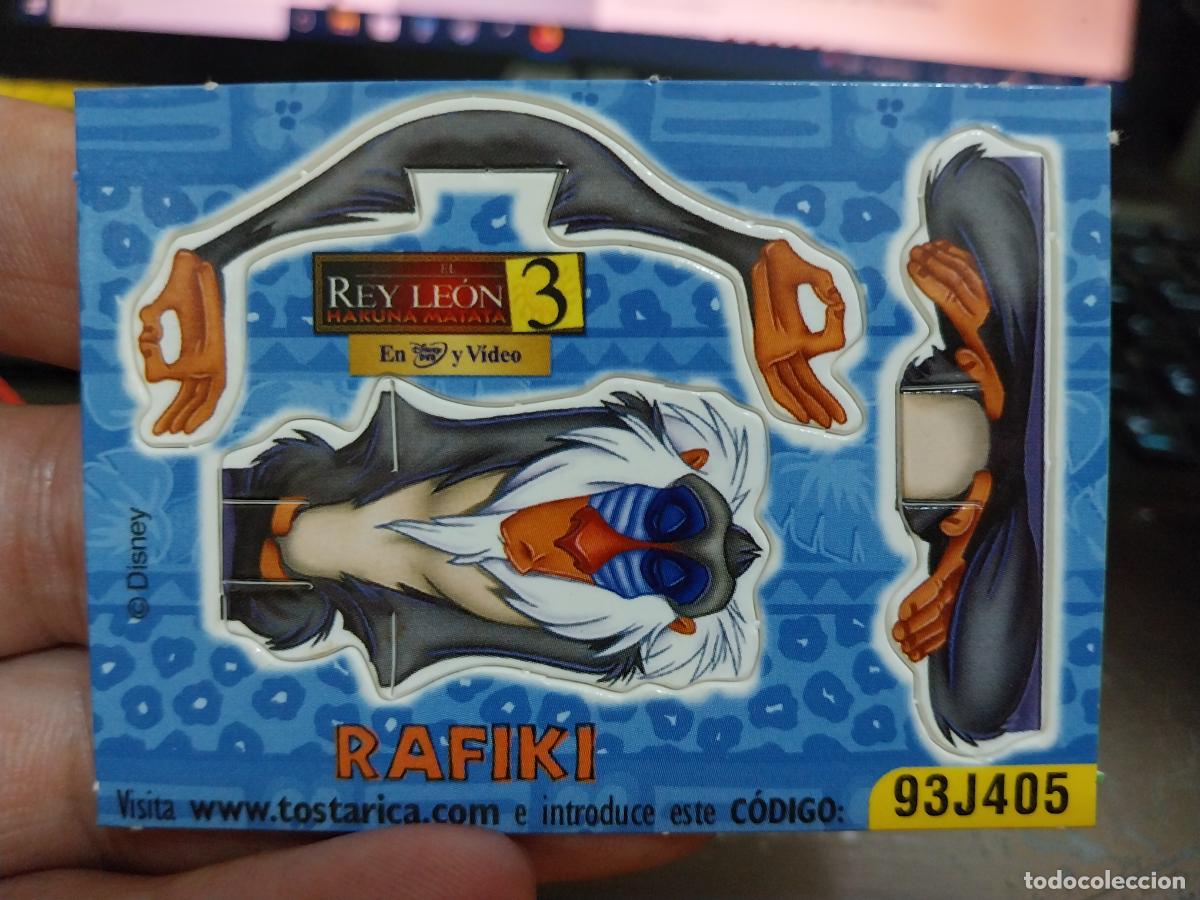 EL
REY LEÓN 3
HAKUNA MATATA
En Disney DVD y Vídeo
© Disney
RAFIKI
Visita www.tostarica.com e introduce este CÓDIGO: 93J405
todocoleccion